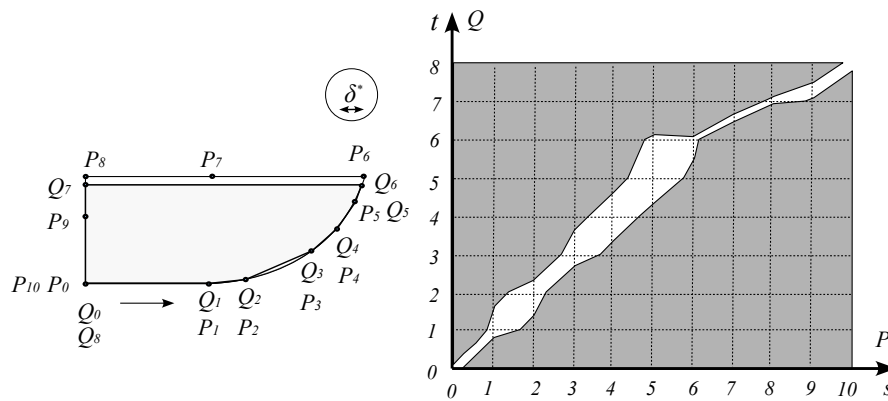 δ*
P8 P7 P6
Q7 Q6
P9 P5 Q5
Q4
P4
P10 P0 Q1 Q2 Q3
Q0 P1 P2 P3
Q8
t Q
8
7
6
5
4
3
2
1
0
0 1 2 3 4 5 6 7 8 9 10
P
s